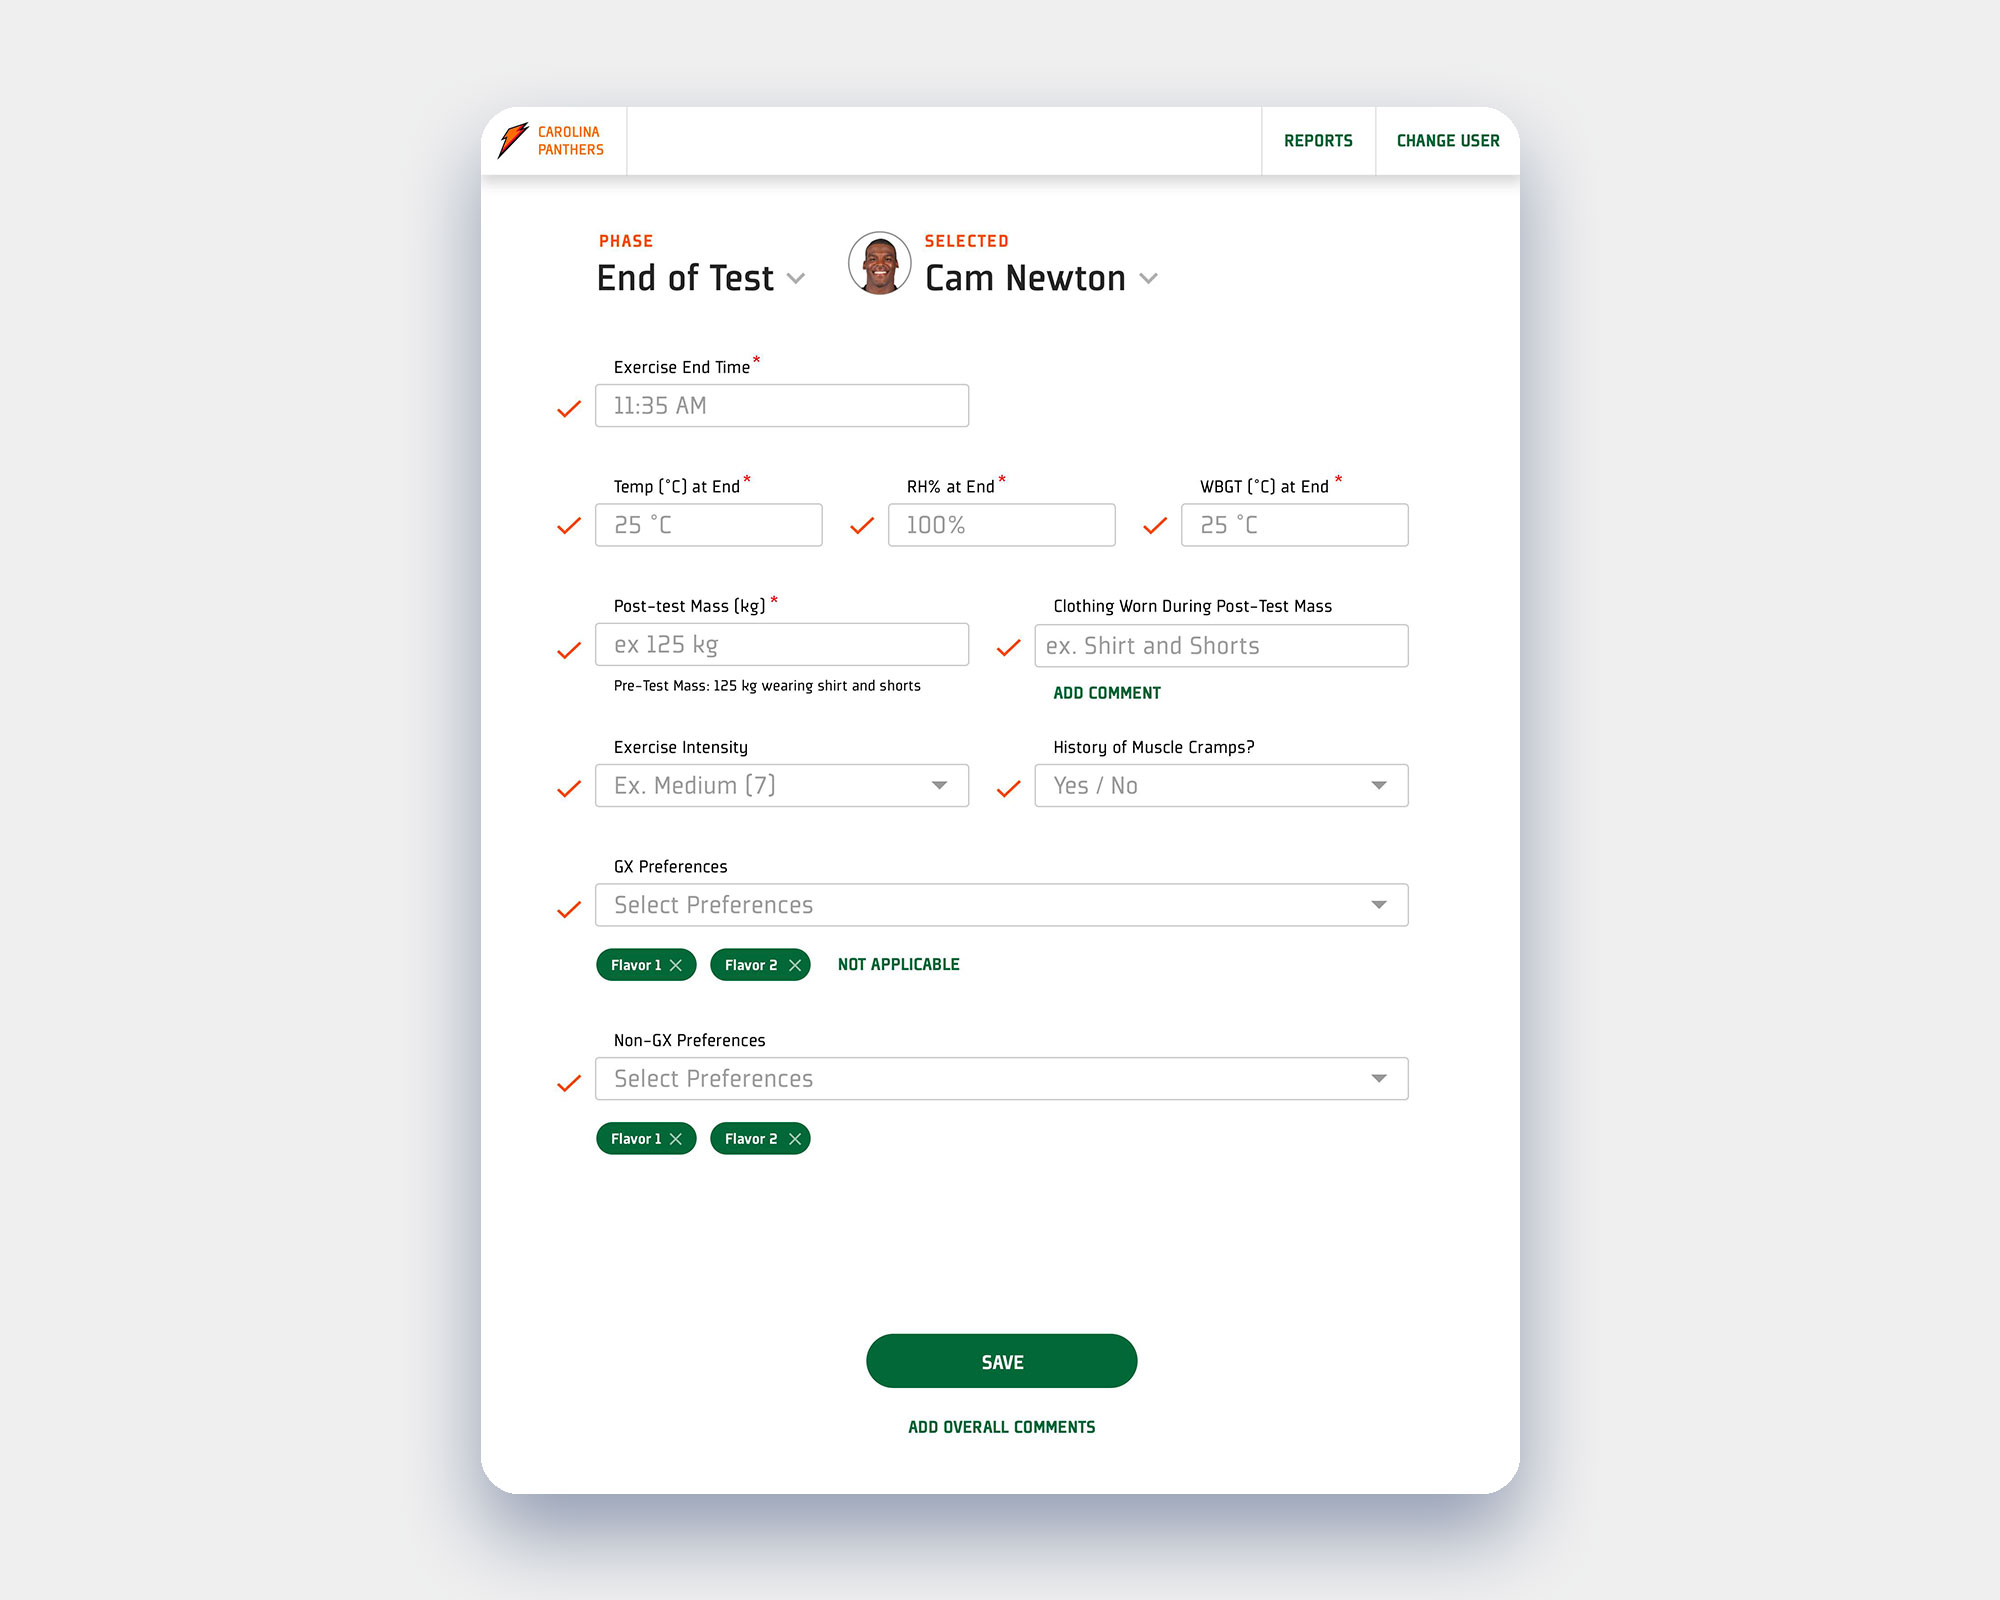 CAROLINA
PANTHERS
REPORTS
CHANGE USER
PHASE
End of Test
SELECTED
Cam Newton
Exercise End Time*
11:35 AM
Temp (°C) at End*
RH% at End*
WBGT (°C) at End *
25 °C
100%
25 °C
Post-test Mass (kg) *
Clothing Worn During Post-Test Mass
ex 125 kg
ex. Shirt and Shorts
Pre-Test Mass: 125 kg wearing shirt and shorts
ADD COMMENT
Exercise Intensity
History of Muscle Cramps?
Ex. Medium (7)
Yes / No
GX Preferences
Select Preferences
Flavor 1
Flavor 2
NOT APPLICABLE
Non-GX Preferences
Select Preferences
Flavor 1
Flavor 2
SAVE
ADD OVERALL COMMENTS